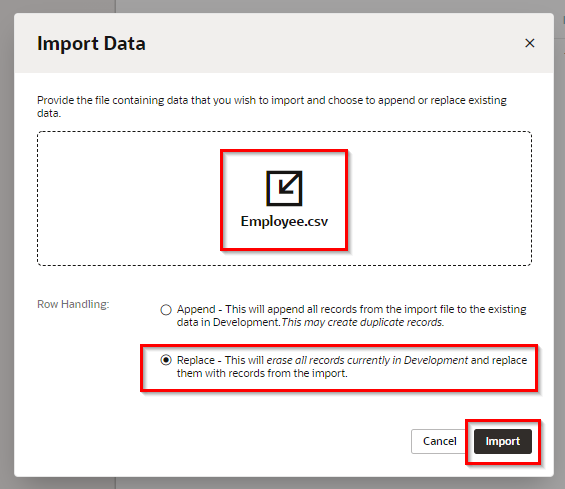 Import Data
Provide the file containing data that you wish to import and choose to append or replace existing
data.
Employee.csv
Row Handling:
Append - This will append all records from the import file to the existing
data in Development.This may create duplicate records.
Replace - This will erase all records currently in Development and replace
them with records from the import.
Cancel
Import